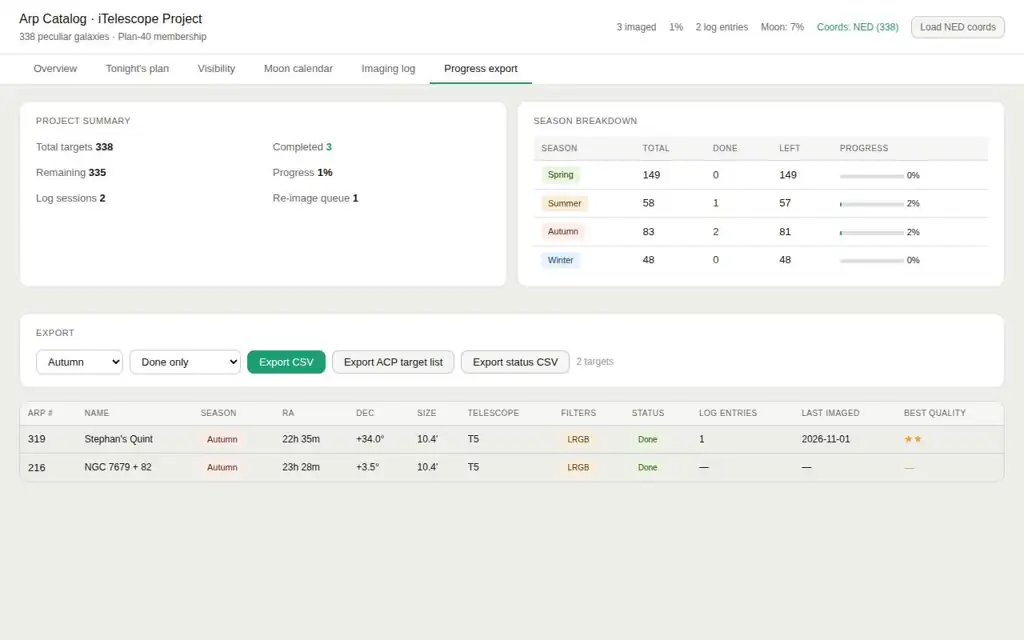 Arp Catalog · iTelescope Project
338 peculiar galaxies · Plan-40 membership
3 imaged 1% 2 log entries Moon: 7% Coords: NED (338) Load NED coords
Overview Tonight's plan Visibility Moon calendar Imaging log Progress export
PROJECT SUMMARY
Total targets 338 Completed 3
Remaining 335 Progress 1%
Log sessions 2 Re-image queue 1
SEASON BREAKDOWN
SEASON TOTAL DONE LEFT PROGRESS
Spring 149 0 149 0%
Summer 58 1 57 2%
Autumn 83 2 81 2%
Winter 48 0 48 0%
EXPORT
Autumn Done only Export CSV Export ACP target list Export status CSV 2 targets
ARP # NAME SEASON RA DEC SIZE TELESCOPE FILTERS STATUS LOG ENTRIES LAST IMAGED BEST QUALITY
319 Stephan's Quint Autumn 22h 35m +34.0° 10.4' T5 LRGB Done 1 2026-11-01 ★★
216 NGC 7679 + 82 Autumn 23h 28m +3.5° 10.4' T5 LRGB Done — — —